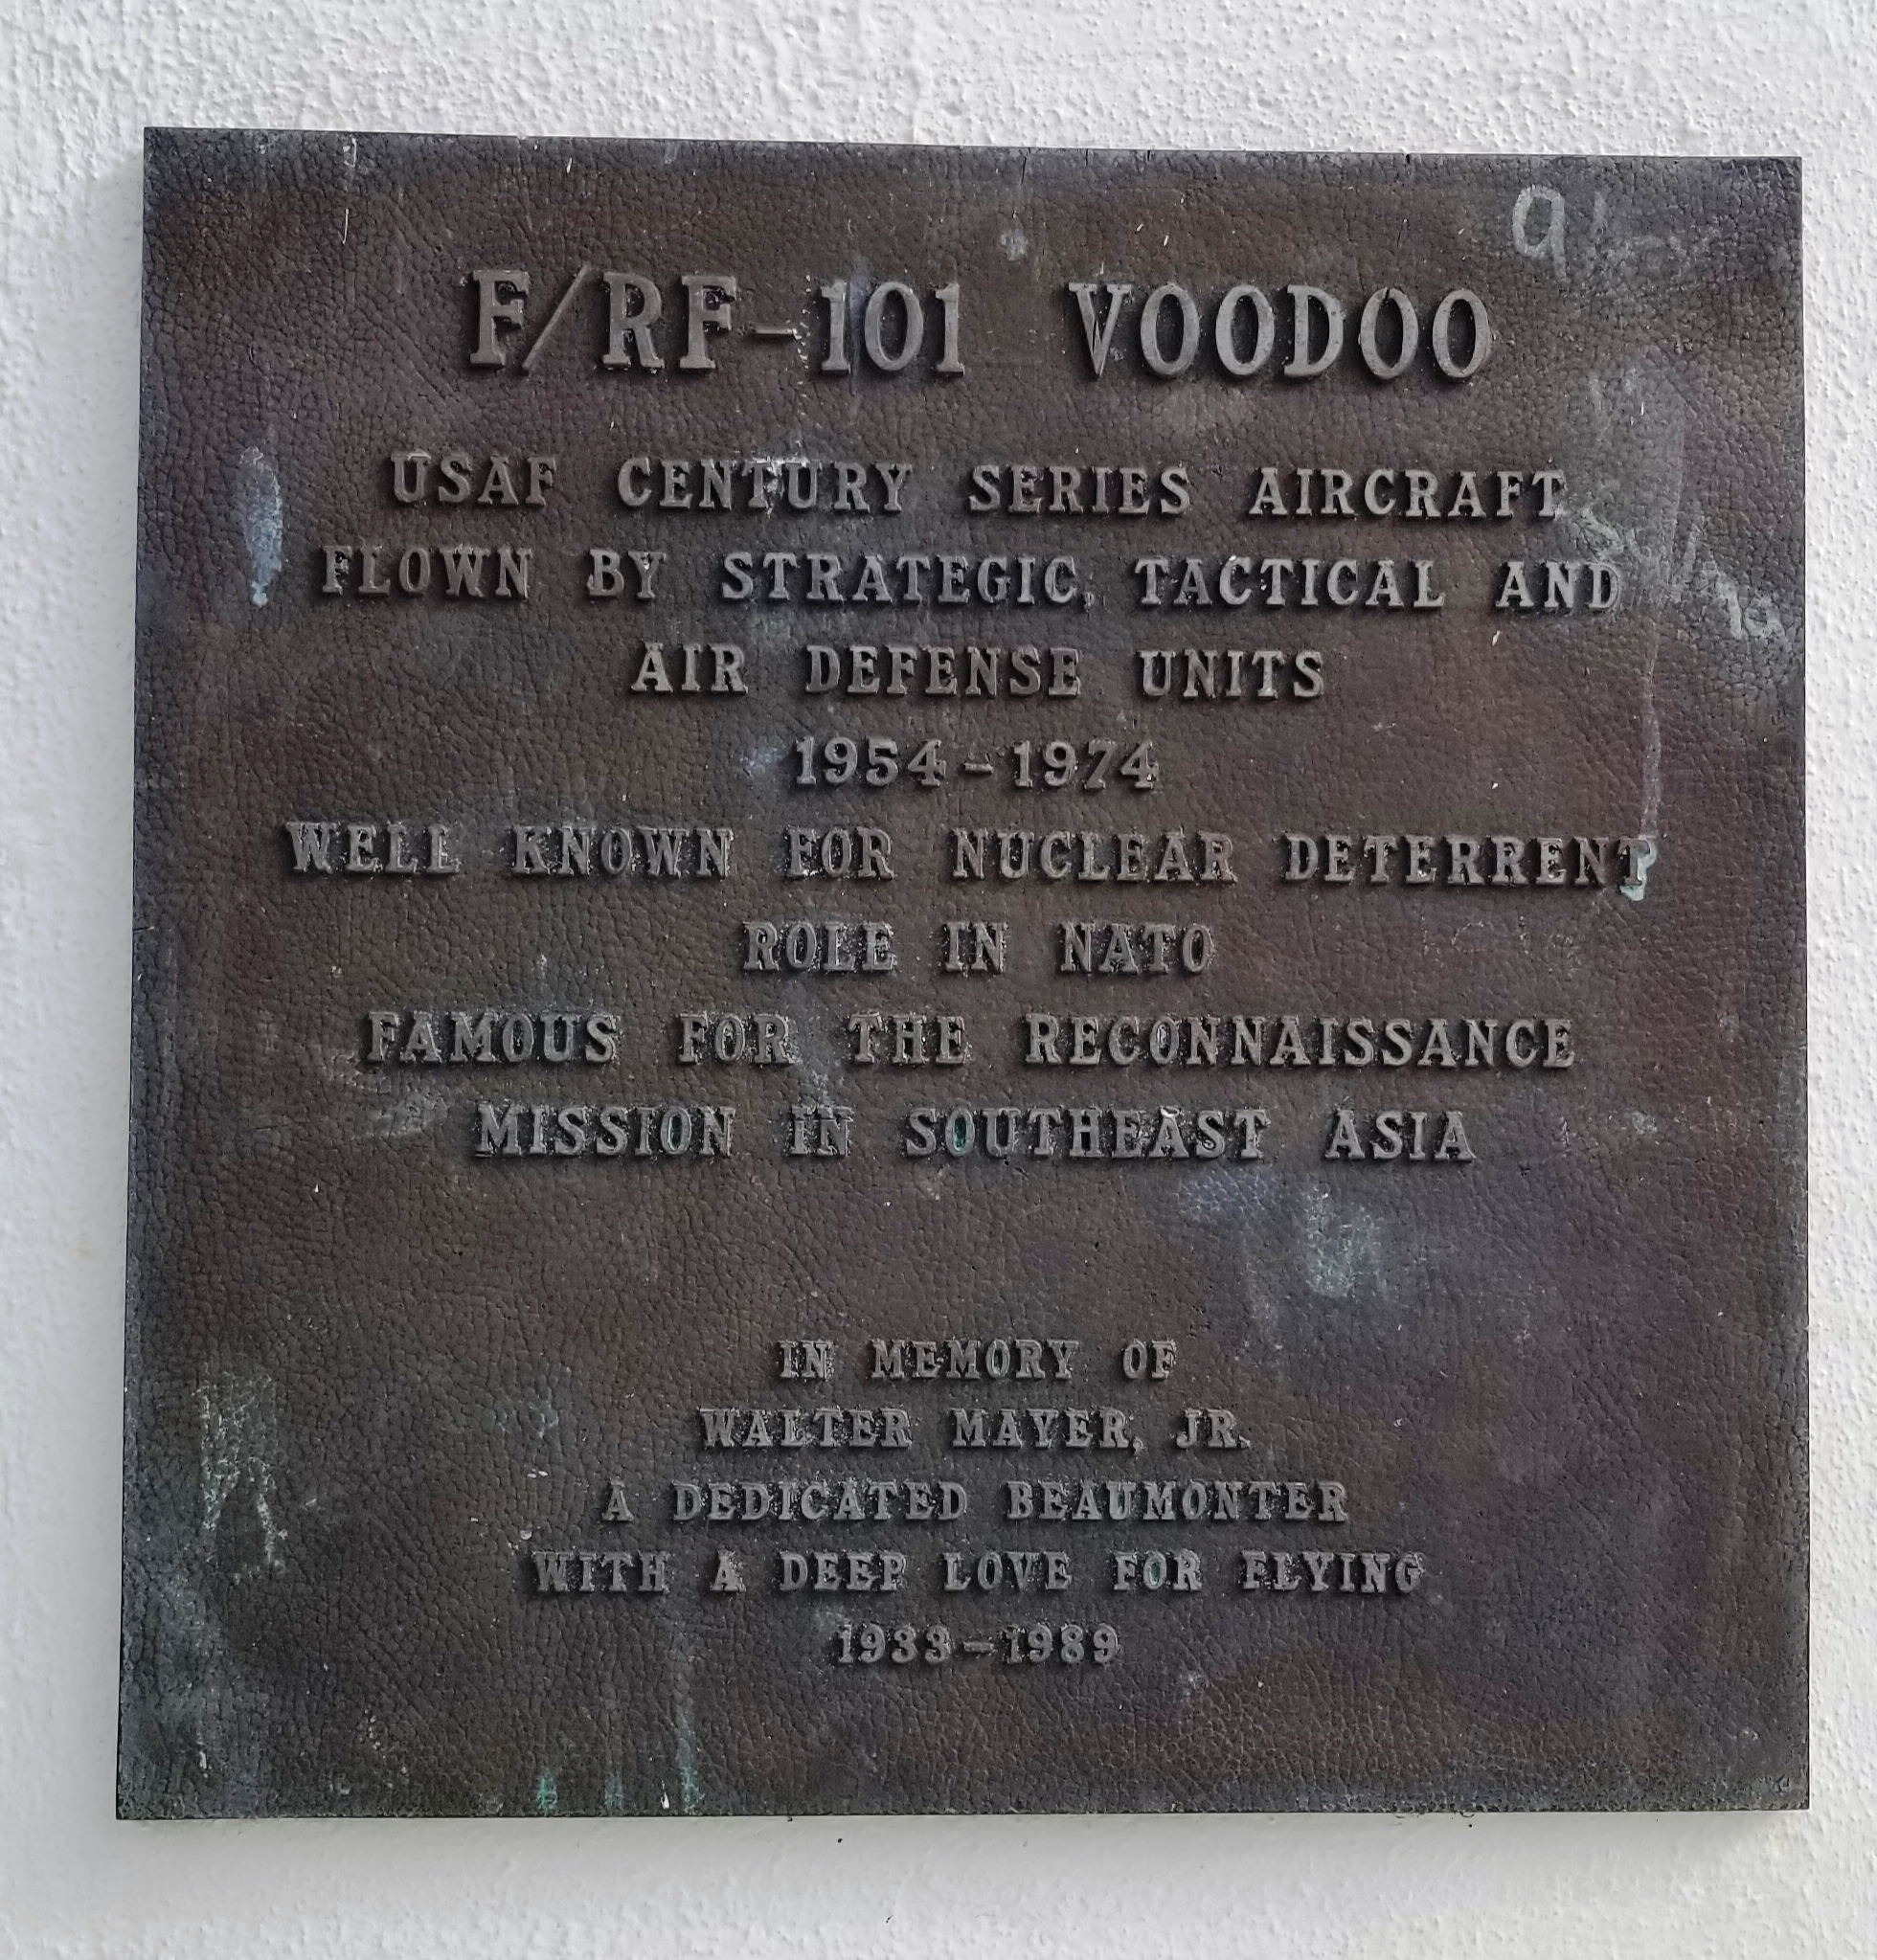 F/RF-101 VOODOO
USAF CENTURY SERIES AIRCRAFT
FLOWN BY STRATEGIC, TACTICAL AND
AIR DEFENSE UNITS
1954-1974
WELL KNOWN FOR NUCLEAR DETERRENT
ROLE IN NATO
FAMOUS FOR THE RECONNAISSANCE
MISSION IN SOUTHEAST ASIA
IN MEMORY OF
WALTER MAYER, JR.
A DEDICATED BEAUMONTER
WITH A DEEP LOVE FOR FLYING
1933-1989